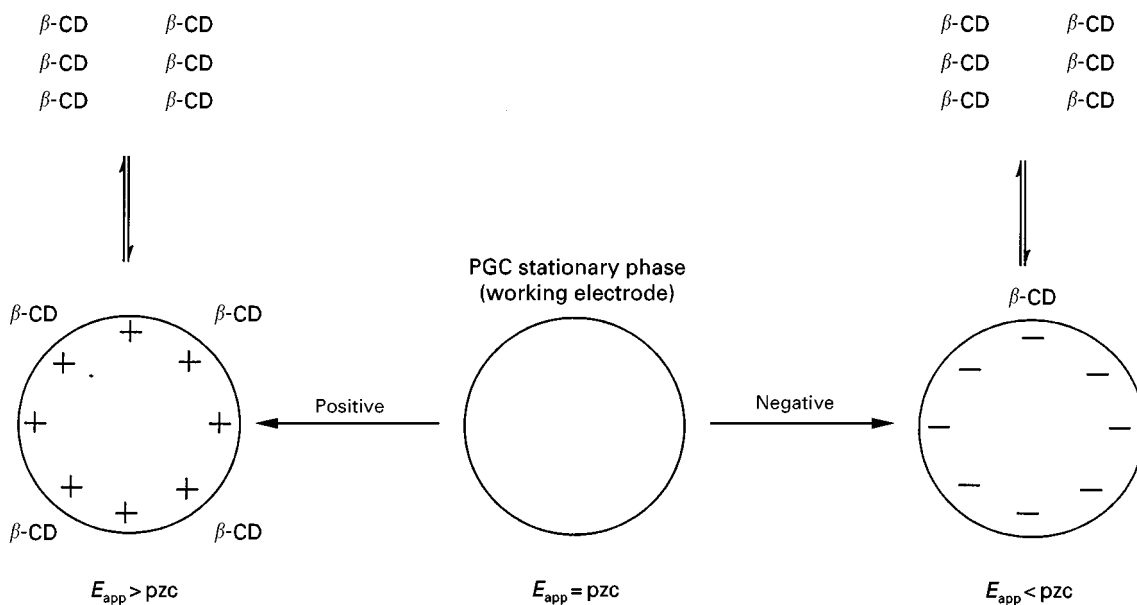 β-CD β-CD β-CD β-CD
β-CD β-CD β-CD β-CD
β-CD β-CD β-CD β-CD
PGC stationary phase
(working electrode)
β-CD
β-CD β-CD
+ + + + + + + +
Positive
Negative
− − − − − − − −
β-CD β-CD
E_app > pzc E_app = pzc E_app < pzc